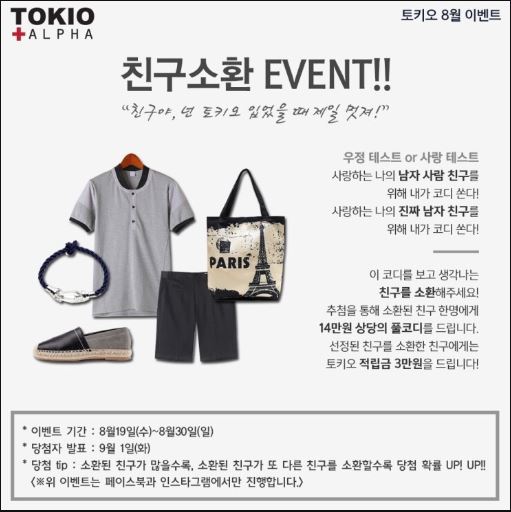 TOKIO
+ALPHA
토키오 8월 이벤트
친구소환 EVENT!!
“친구야, 넌 토키오 입었을 때 제일 멋져!”
우정 테스트 or 사랑 테스트
사랑하는 나의 남자 사람 친구를
위해 내가 코디 쏜다!
사랑하는 나의 진짜 남자 친구를
위해 내가 코디 쏜다!
PARIS
이 코디를 보고 생각나는
친구를 소환해주세요!
추첨을 통해 소환된 친구 한명에게
14만원 상당의 풀코디를 드립니다.
선정된 친구를 소환한 친구에게는
토키오 적립금 3만원을 드립니다!
* 이벤트 기간 : 8월19일(수)~8월30일(일)
* 당첨자 발표 : 9월 1일(화)
* 당첨 tip : 소환된 친구가 많을수록, 소환된 친구가 또 다른 친구를 소환할수록 당첨 확률 UP! UP!!
<※위 이벤트는 페이스북과 인스타그램에서만 진행합니다.>